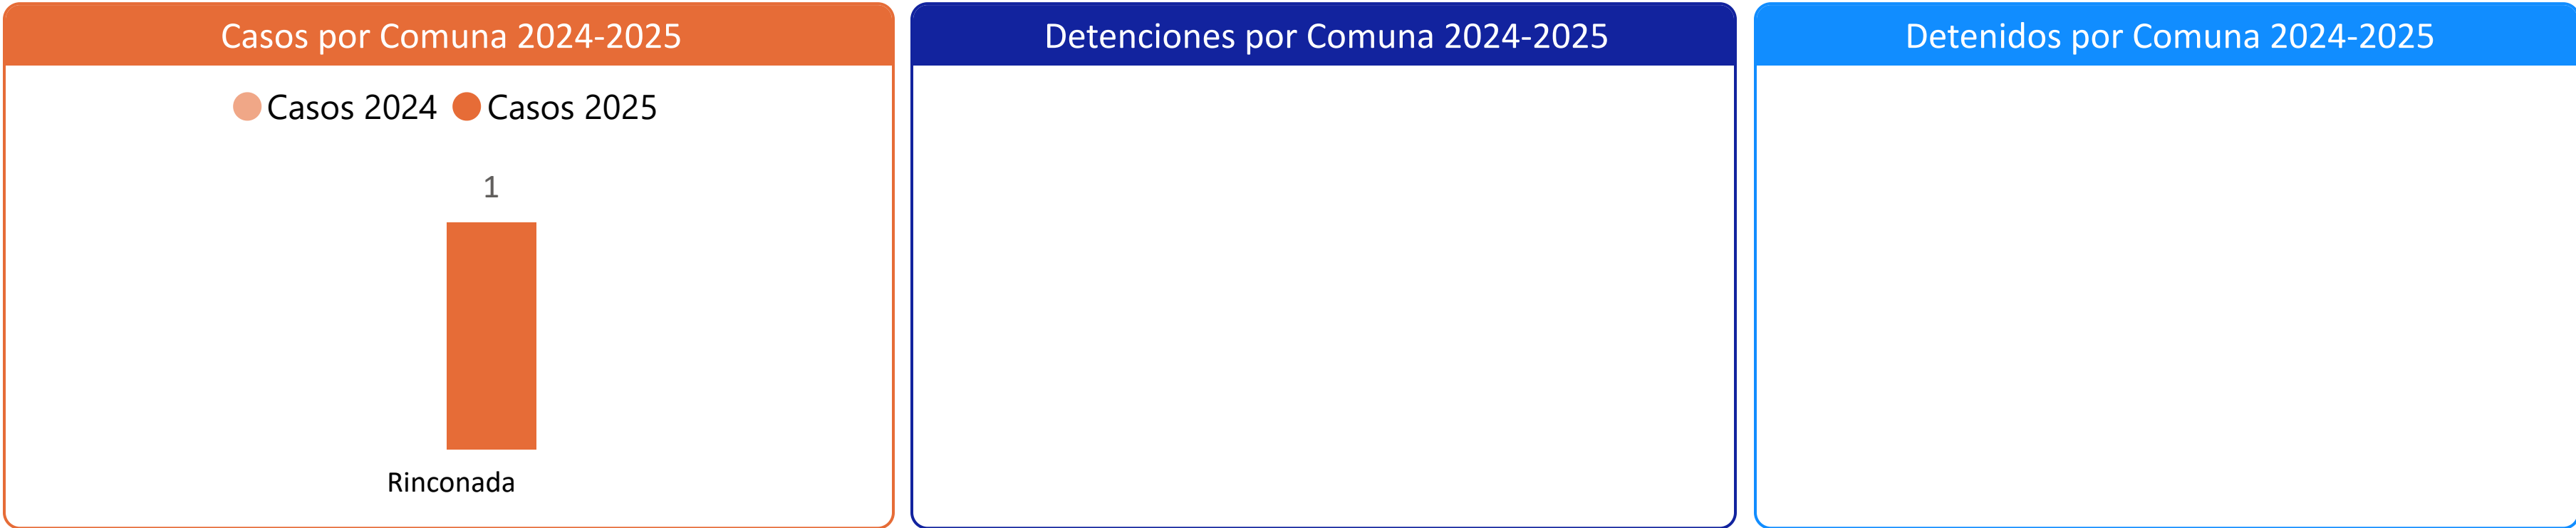 Casos por Comuna 2024-2025
Casos 2024 Casos 2025
1
Rinconada
Detenciones por Comuna 2024-2025
Detenidos por Comuna 2024-2025